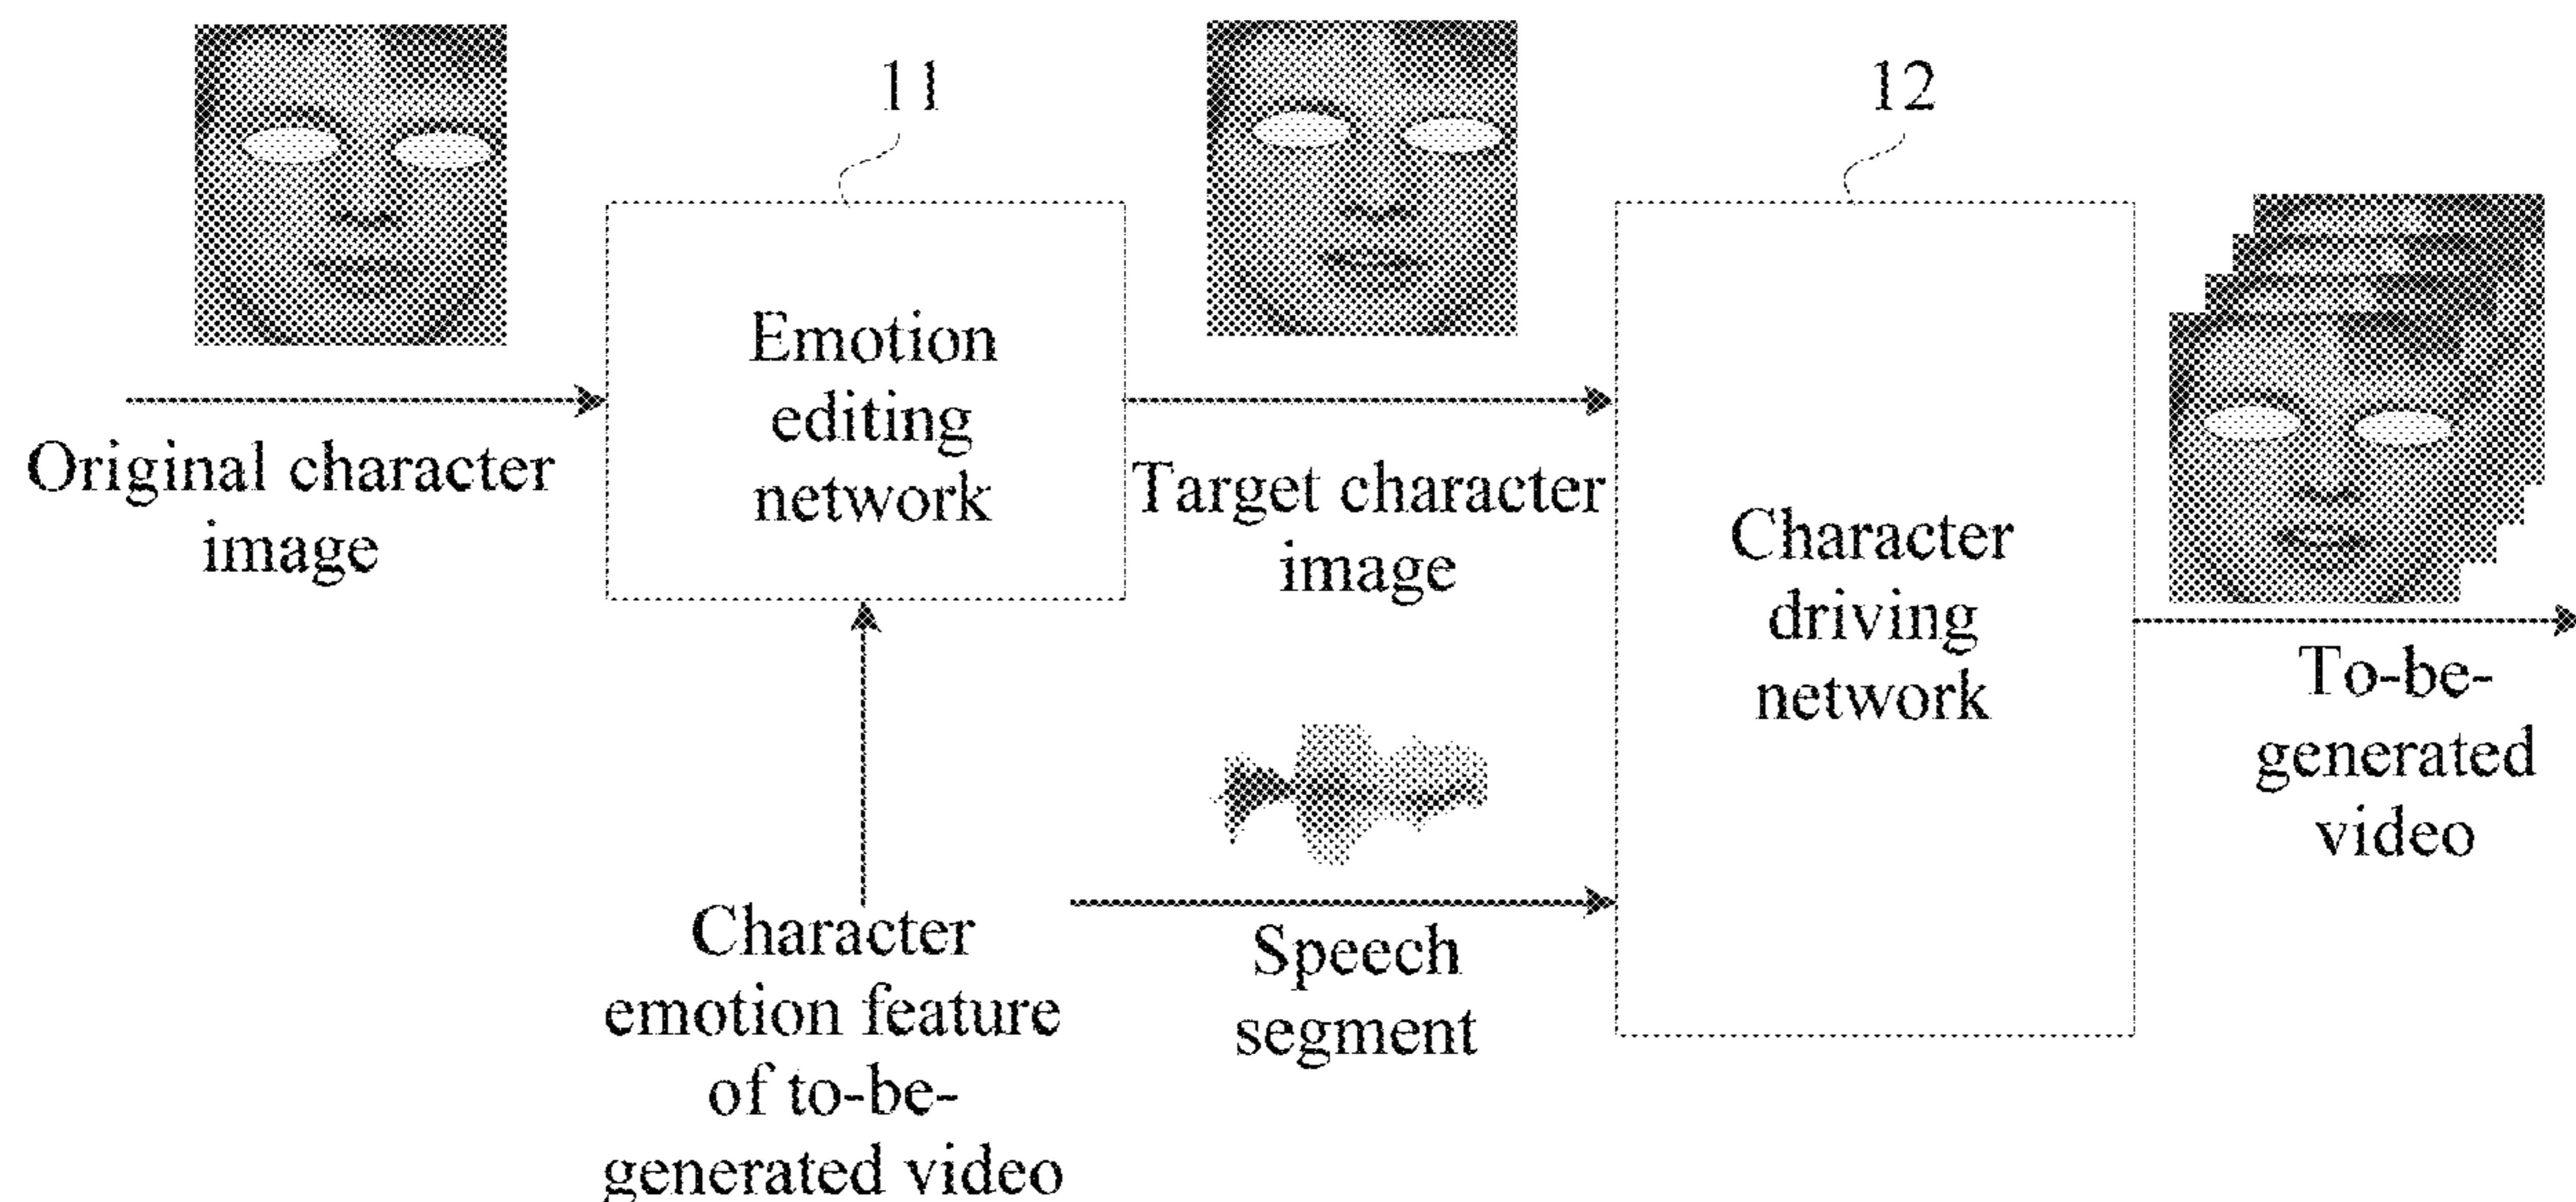 11
12
Emotion
editing
network
Original character
image
Target character
image
Character
driving
network
To-be-
generated
video
Speech
segment
Character
emotion feature
of to-be-
generated video